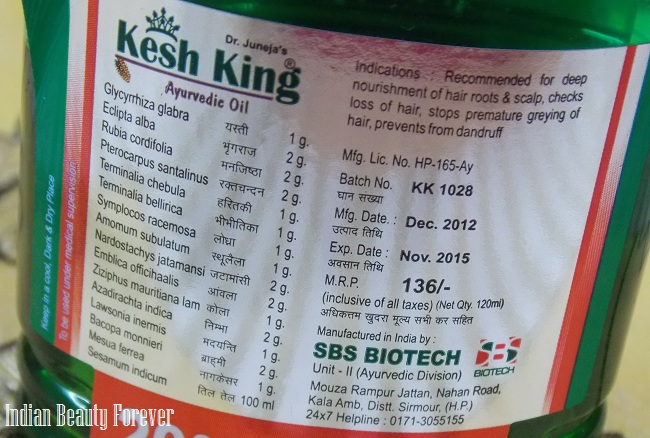 Dr. Juneja's
Kesh King®
Ayurvedic Oil
Glycyrrhiza glabra यस्ती 1 g.
Eclipta alba भृंगराज 2 g.
Rubia cordifolia मनजिष्ठा 2 g.
Pterocarpus santalinus रक्तचन्दन 2 g.
Terminalia chebula हरितकी 1 g.
Terminalia bellirica भीभीतिका 1 g.
Symplocos racemosa लोध्रा 1 g.
Amomum subulatum स्थूलैला 1 g.
Nardostachys jatamansi जटामांसी 2 g.
Emblica officinaalis आंवला 2 g.
Ziziphus mauritiana lam कोला 1 g.
Azadirachta indica निम्भा 2 g.
Lawsonia inermis मदयन्ति 1 g.
Bacopa monnieri ब्राह्मी 2 g.
Mesua ferrea नागकेसर 1 g.
Sesamum indicum तिल तेल 100 ml
Keep in a cool, Dark & Dry Place
To be used under medical supervision
Indications : Recommended for deep
nourishment of hair roots & scalp, checks
loss of hair, stops premature greying of
hair, prevents from dandruff
Mfg. Lic. No. HP-165-Ay
Batch No. KK 1028
घान संख्या
Mfg. Date. : Dec. 2012
उत्पाद तिथि
Exp. Date : Nov. 2015
अवसान तिथि
M.R.P. 136/-
(inclusive of all taxes) (Net Qty. 120ml)
अधिकतम खुदरा मूल्य सभी कर सहित
Manufactured in India by:
SBS BIOTECH
SBS
BIOTECH
Unit - II (Ayurvedic Division)
Mouza Rampur Jattan, Nahan Road,
Kala Amb, Distt. Sirmour, (H.P.)
24x7 Helpline : 0171-3055155
Indian Beauty Forever